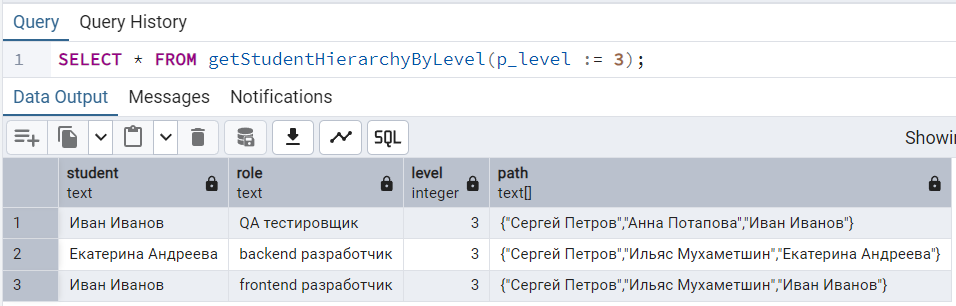 Query Query History
1 SELECT * FROM getStudentHierarchyByLevel(p_level := 3);
Data Output Messages Notifications
SQL Showi
student role level path
text text integer text[]
1 Иван Иванов QA тестировщик 3 {"Сергей Петров","Анна Потапова","Иван Иванов"}
2 Екатерина Андреева backend разработчик 3 {"Сергей Петров","Ильяс Мухаметшин","Екатерина Андреева"}
3 Иван Иванов frontend разработчик 3 {"Сергей Петров","Ильяс Мухаметшин","Иван Иванов"}